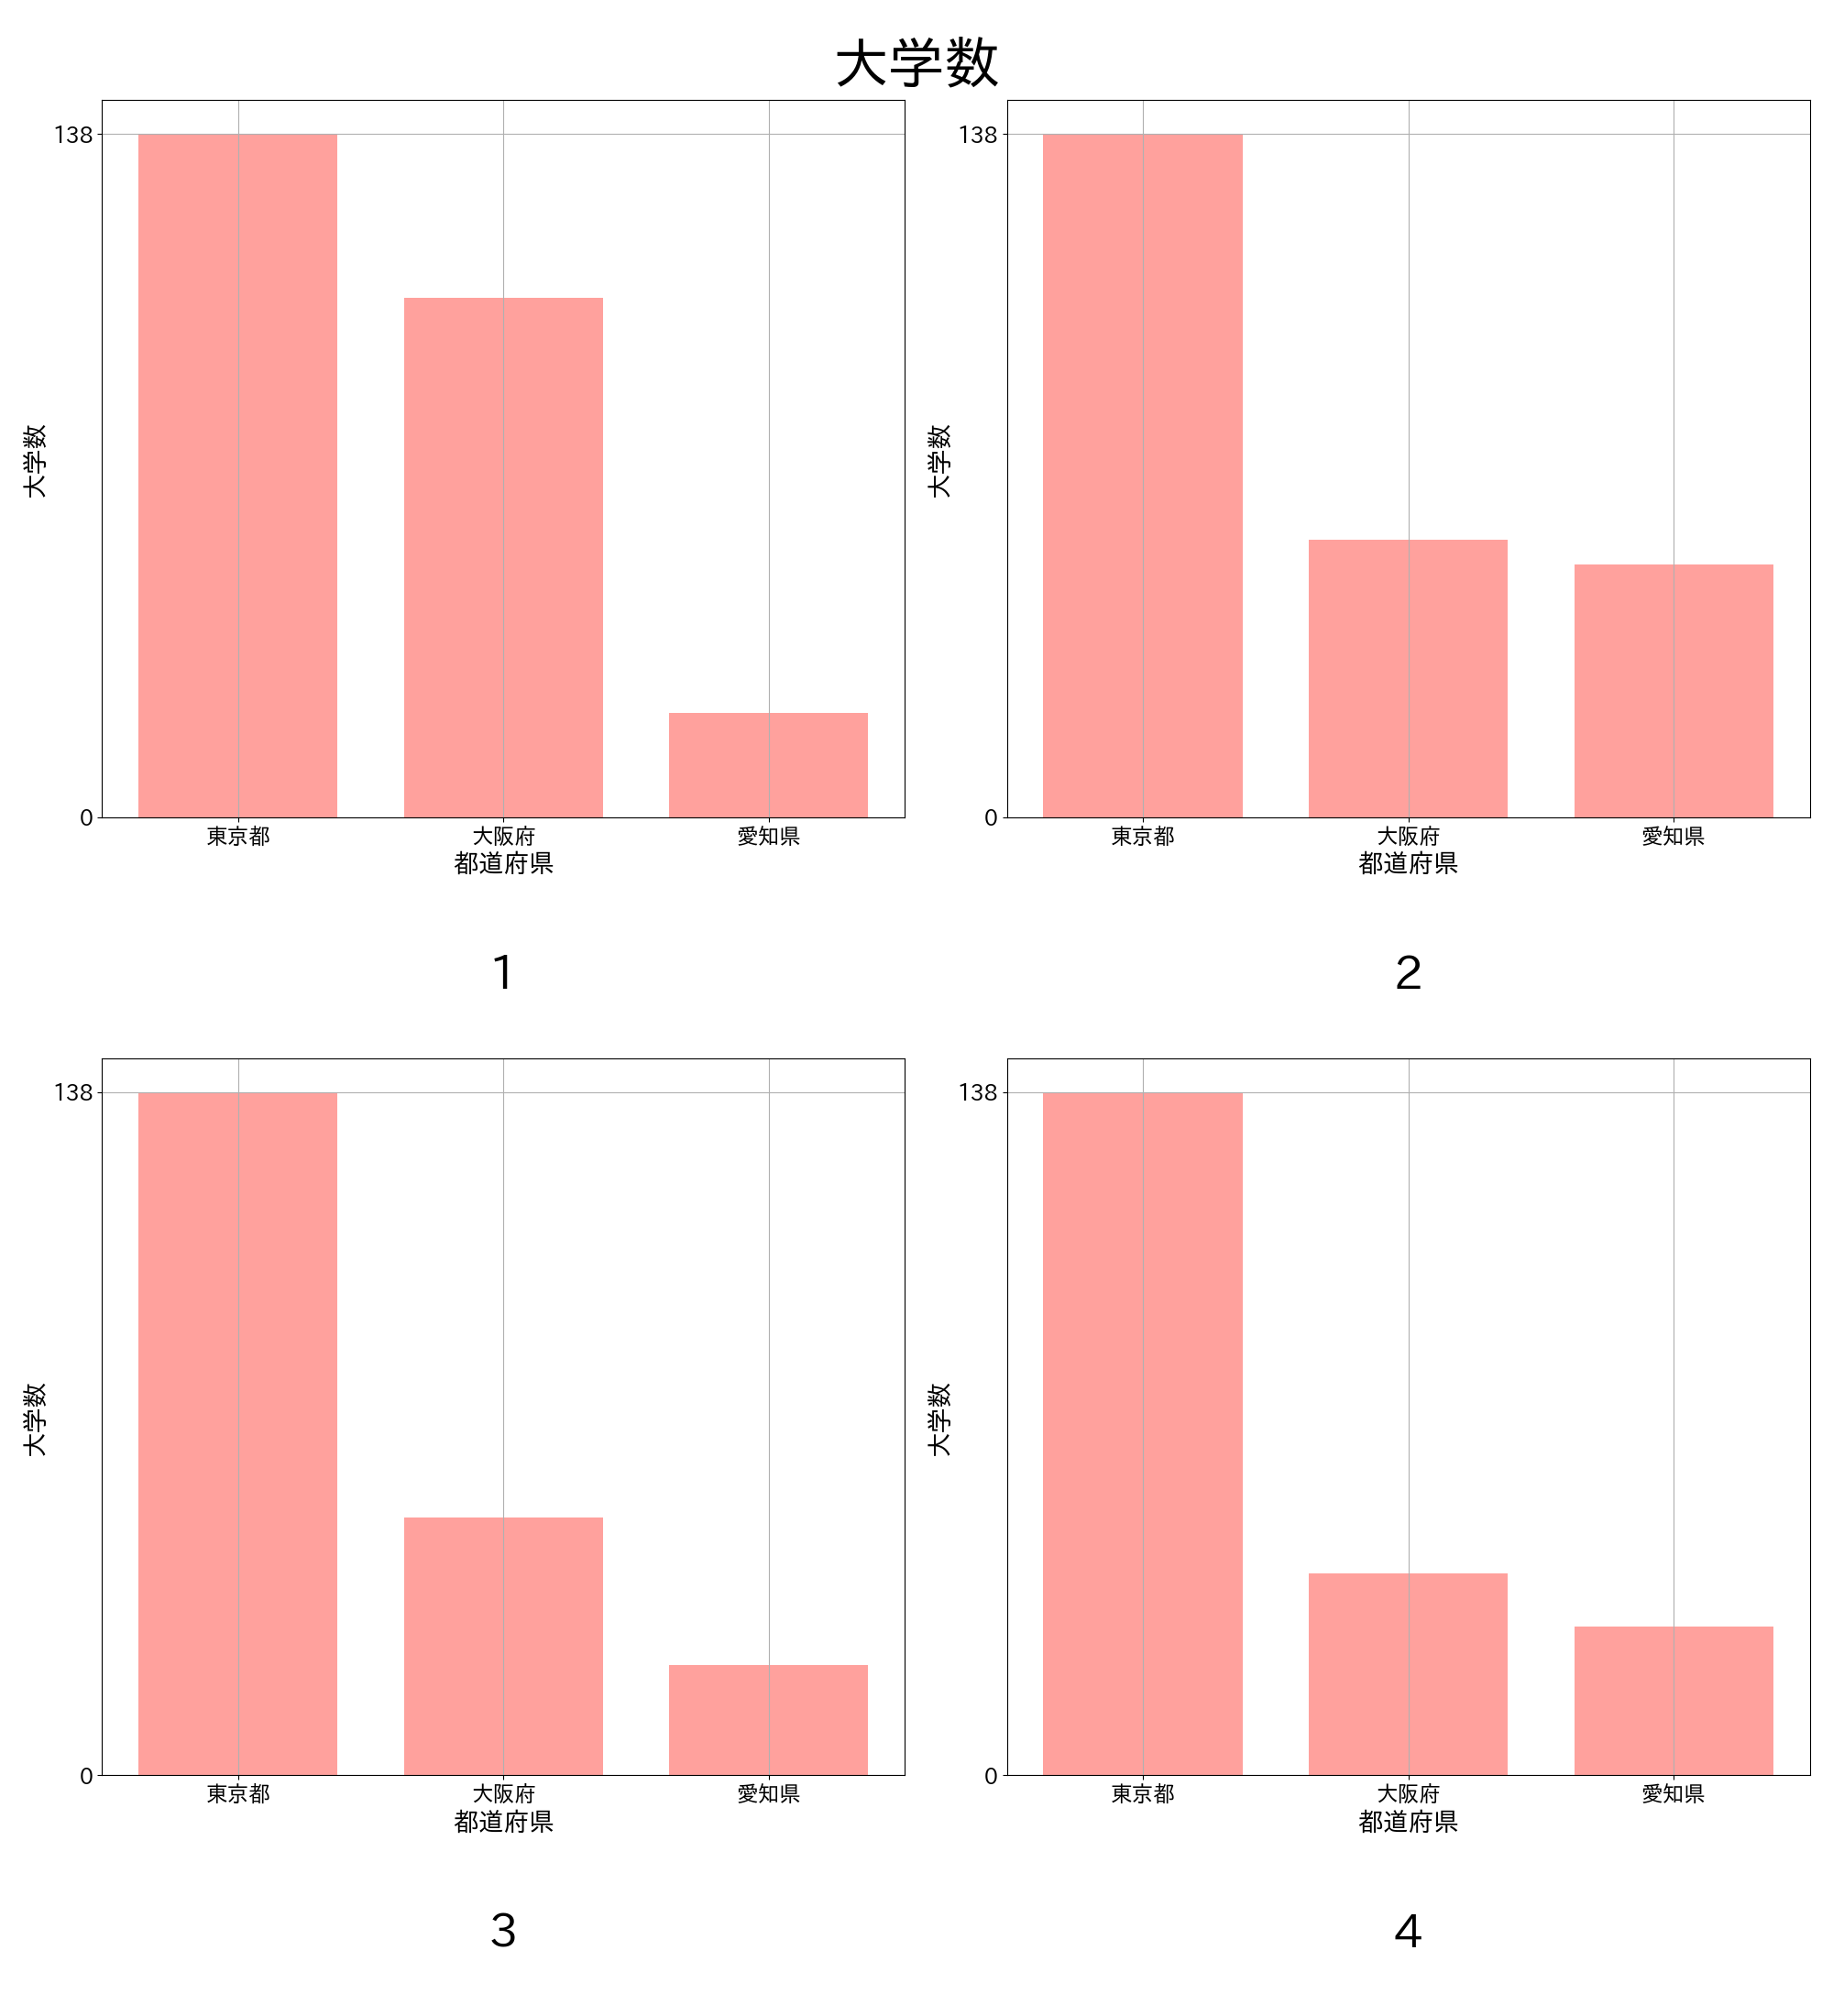 大学数
138
0
大学数
東京都 大阪府 愛知県
都道府県
1
138
0
大学数
東京都 大阪府 愛知県
都道府県
2
138
0
大学数
東京都 大阪府 愛知県
都道府県
3
138
0
大学数
東京都 大阪府 愛知県
都道府県
4